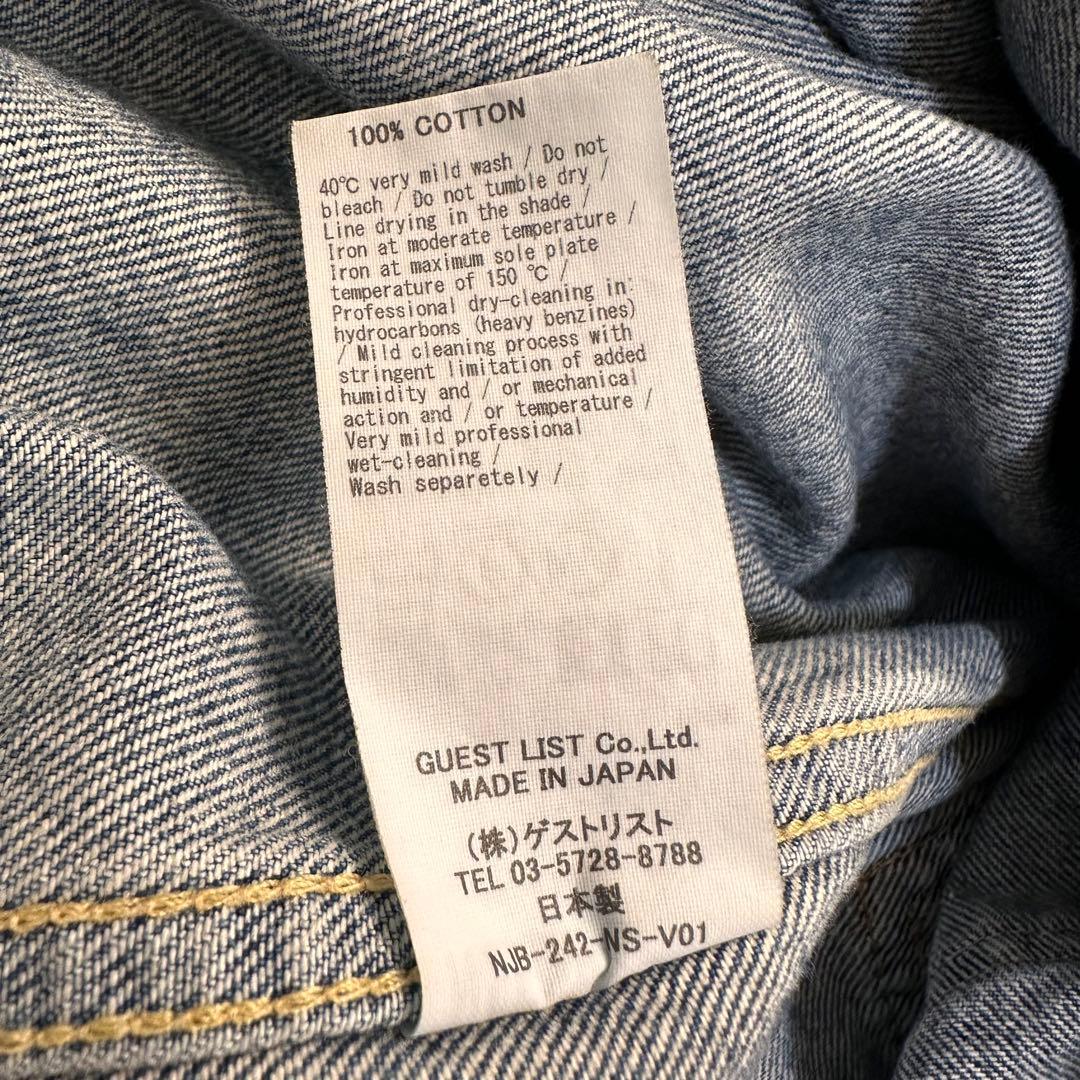 100% COTTON
40℃ very mild wash / Do not
bleach / Do not tumble dry /
Line drying in the shade /
Iron at moderate temperature /
Iron at maximum sole plate
temperature of 150 ℃ /
Professional dry-cleaning in:
hydrocarbons (heavy benzines)
/ Mild cleaning process with
stringent limitation of added
humidity and / or mechanical
action and / or temperature /
Very mild professional
wet-cleaning /
Wash separetely /
GUEST LIST Co.,Ltd.
MADE IN JAPAN
(株)ゲストリスト
TEL 03-5728-8788
日本製
NJB-242-NS-V01